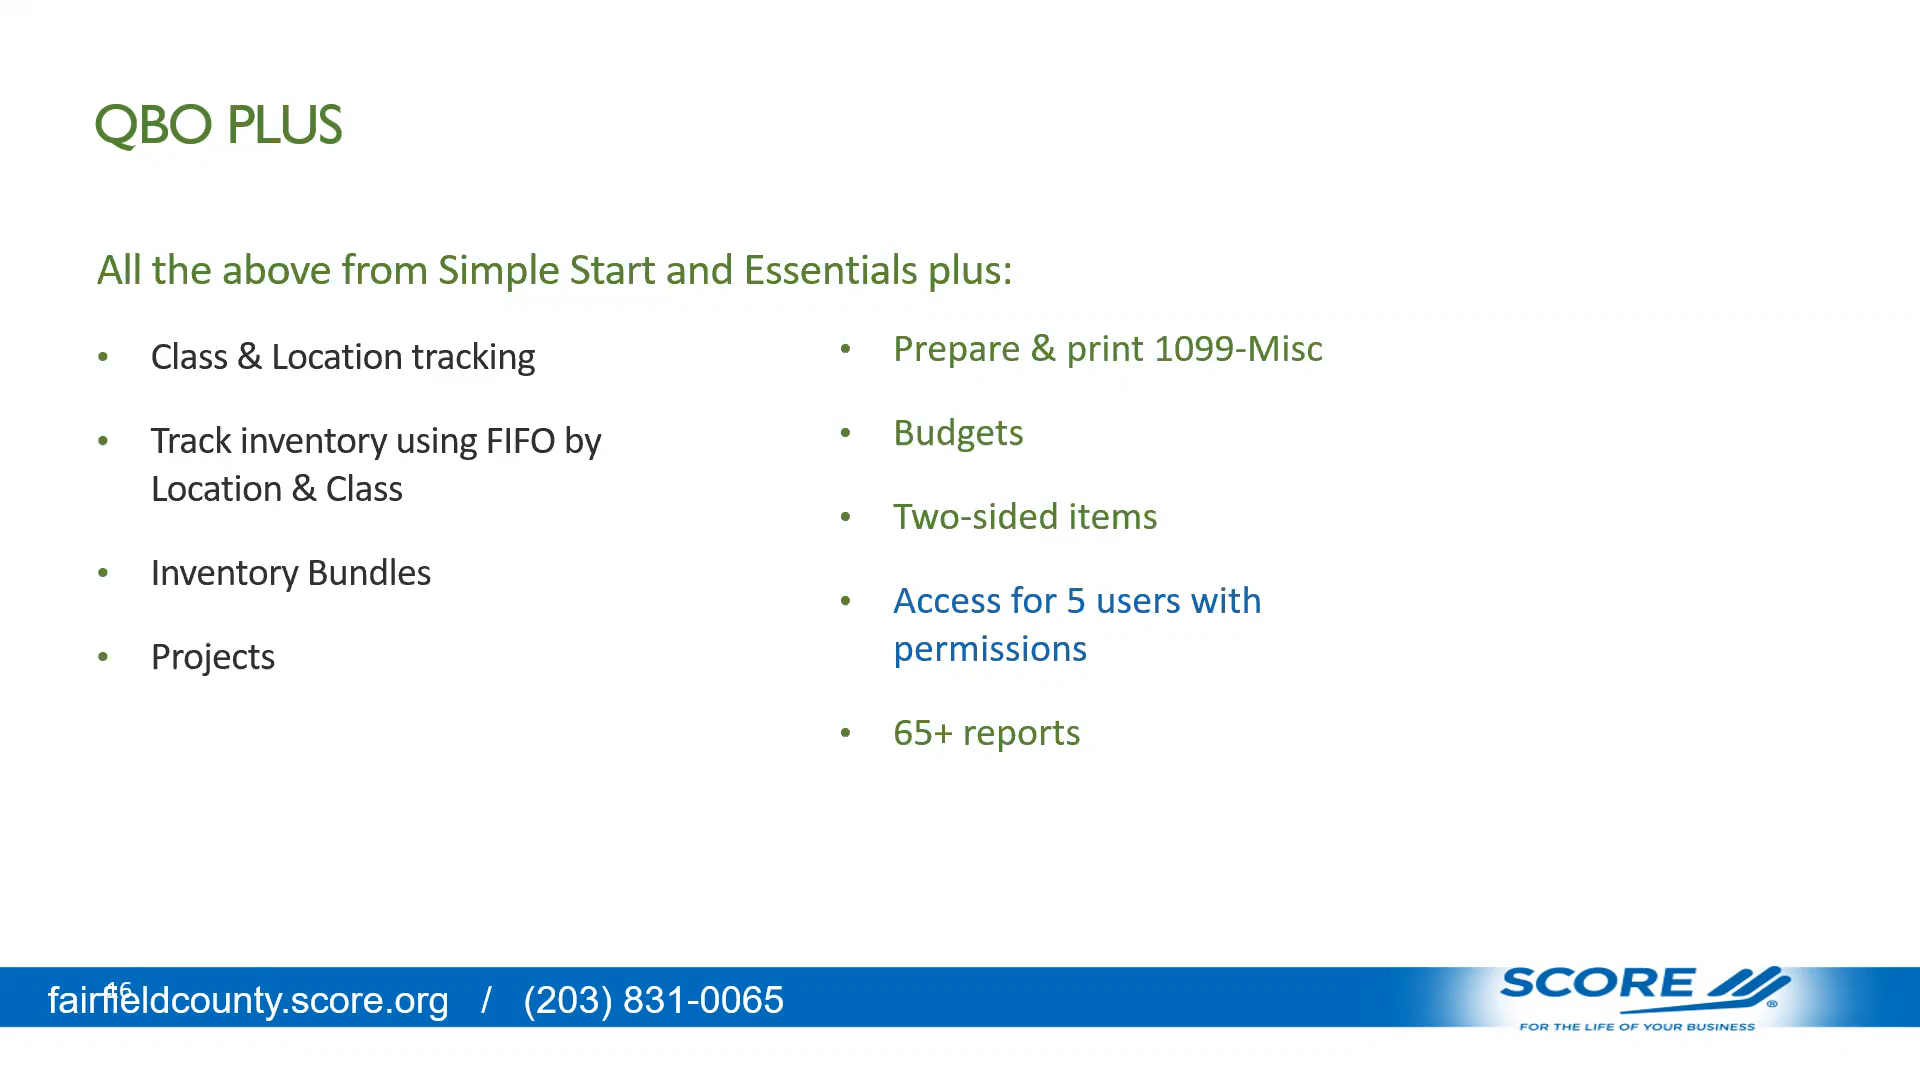 QBO PLUS
All the above from Simple Start and Essentials plus:
• Class & Location tracking
• Track inventory using FIFO by
Location & Class
• Inventory Bundles
• Projects
• Prepare & print 1099-Misc
• Budgets
• Two-sided items
• Access for 5 users with
permissions
• 65+ reports
16
fairfieldcounty.score.org / (203) 831-0065
SCORE®
FOR THE LIFE OF YOUR BUSINESS